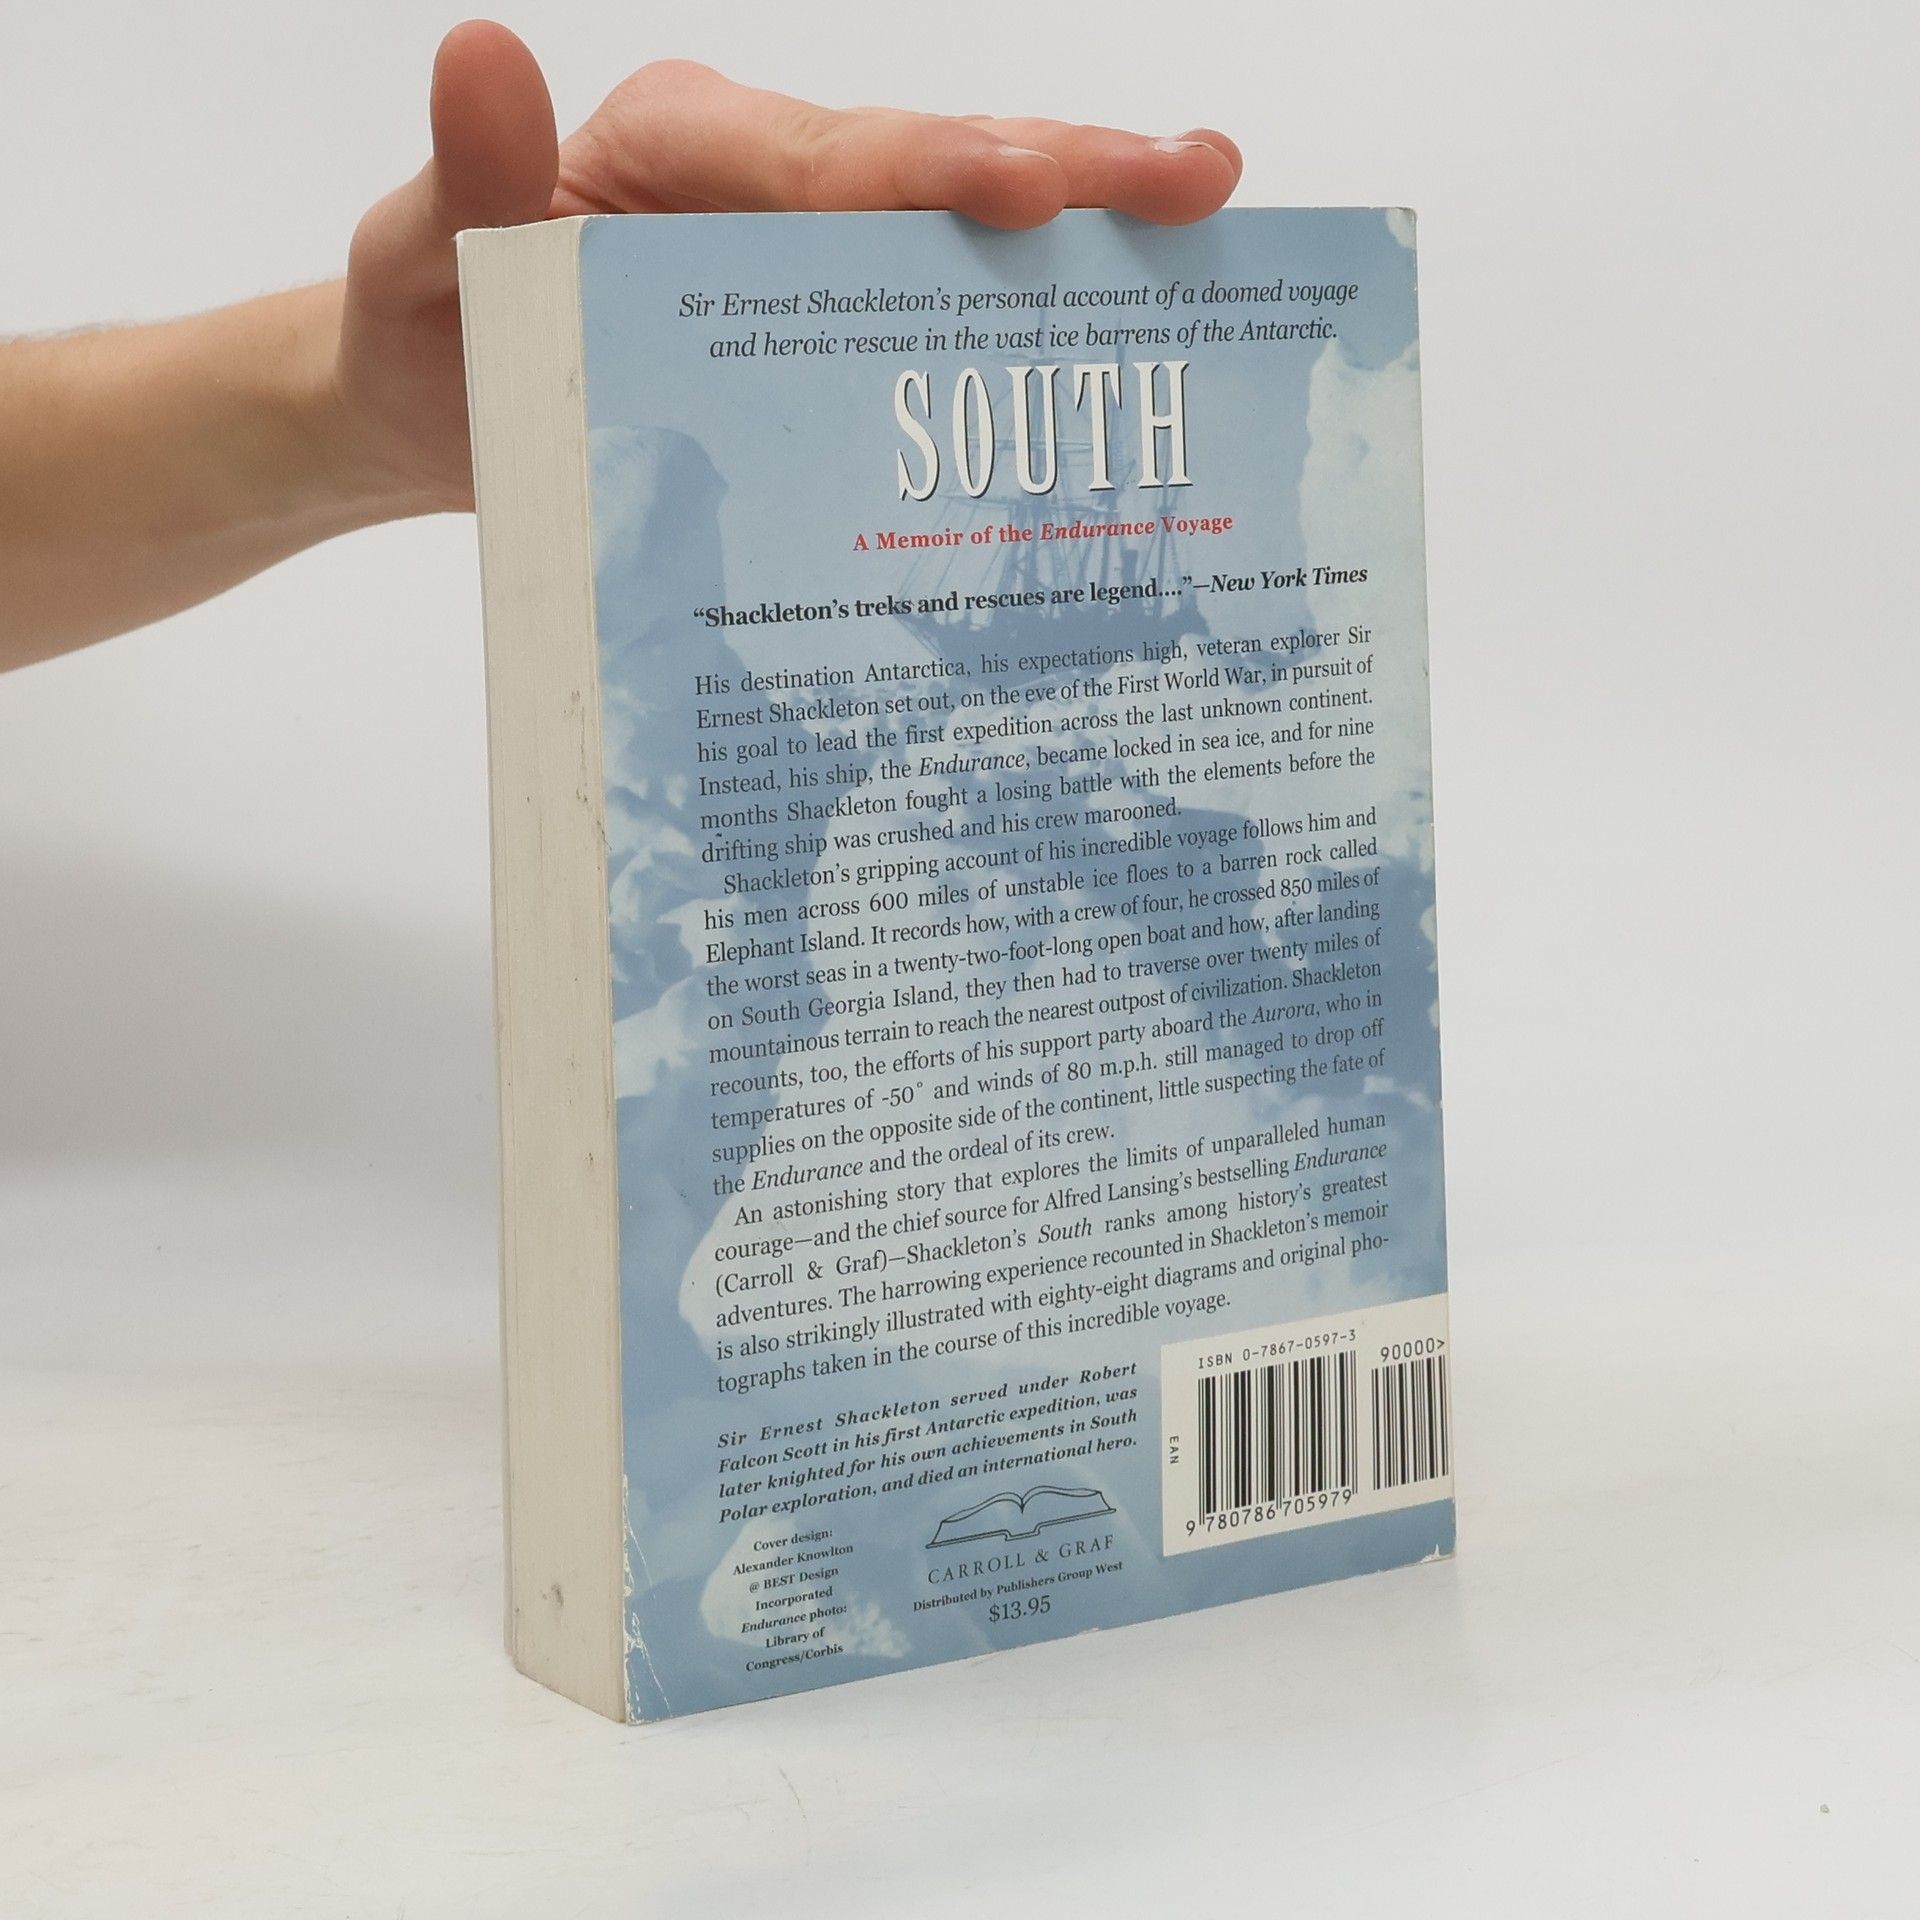 Sir Ernest Shackleton's personal account of a doomed voyage
and heroic rescue in the vast ice barrens of the Antarctic.
SOUTH
A Memoir of the Endurance Voyage
“Shackleton's treks and rescues are legend....”—New York Times
His destination Antarctica, his expectations high, veteran explorer Sir
Ernest Shackleton set out, on the eve of the First World War, in pursuit of
his goal to lead the first expedition across the last unknown continent.
Instead, his ship, the Endurance, became locked in sea ice, and for nine
months Shackleton fought a losing battle with the elements before the
drifting ship was crushed and his crew marooned.
Shackleton's gripping account of his incredible voyage follows him and
his men across 600 miles of unstable ice floes to a barren rock called
Elephant Island. It records how, with a crew of four, he crossed 850 miles of
the worst seas in a twenty-two-foot-long open boat and how, after landing
on South Georgia Island, they then had to traverse over twenty miles of
mountainous terrain to reach the nearest outpost of civilization. Shackleton
recounts, too, the efforts of his support party aboard the Aurora, who in
temperatures of -50° and winds of 80 m.p.h. still managed to drop off
supplies on the opposite side of the continent, little suspecting the fate of
the Endurance and the ordeal of its crew.
An astonishing story that explores the limits of unparalleled human
courage—and the chief source for Alfred Lansing's bestselling Endurance
(Carroll & Graf)—Shackleton's South ranks among history's greatest
adventures. The harrowing experience recounted in Shackleton's memoir
is also strikingly illustrated with eighty-eight diagrams and original pho-
tographs taken in the course of this incredible voyage.
Sir Ernest Shackleton served under Robert
Falcon Scott in his first Antarctic expedition, was
later knighted for his own achievements in South
Polar exploration, and died an international hero.
Cover design:
Alexander Knowlton
@ BEST Design
Incorporated
Endurance photo:
Library of
Congress/Corbis
CARROLL & GRAF
Distributed by Publishers Group West
$13.95
ISBN 0-7867-0597-3
90000>
EAN
9 780786 705979